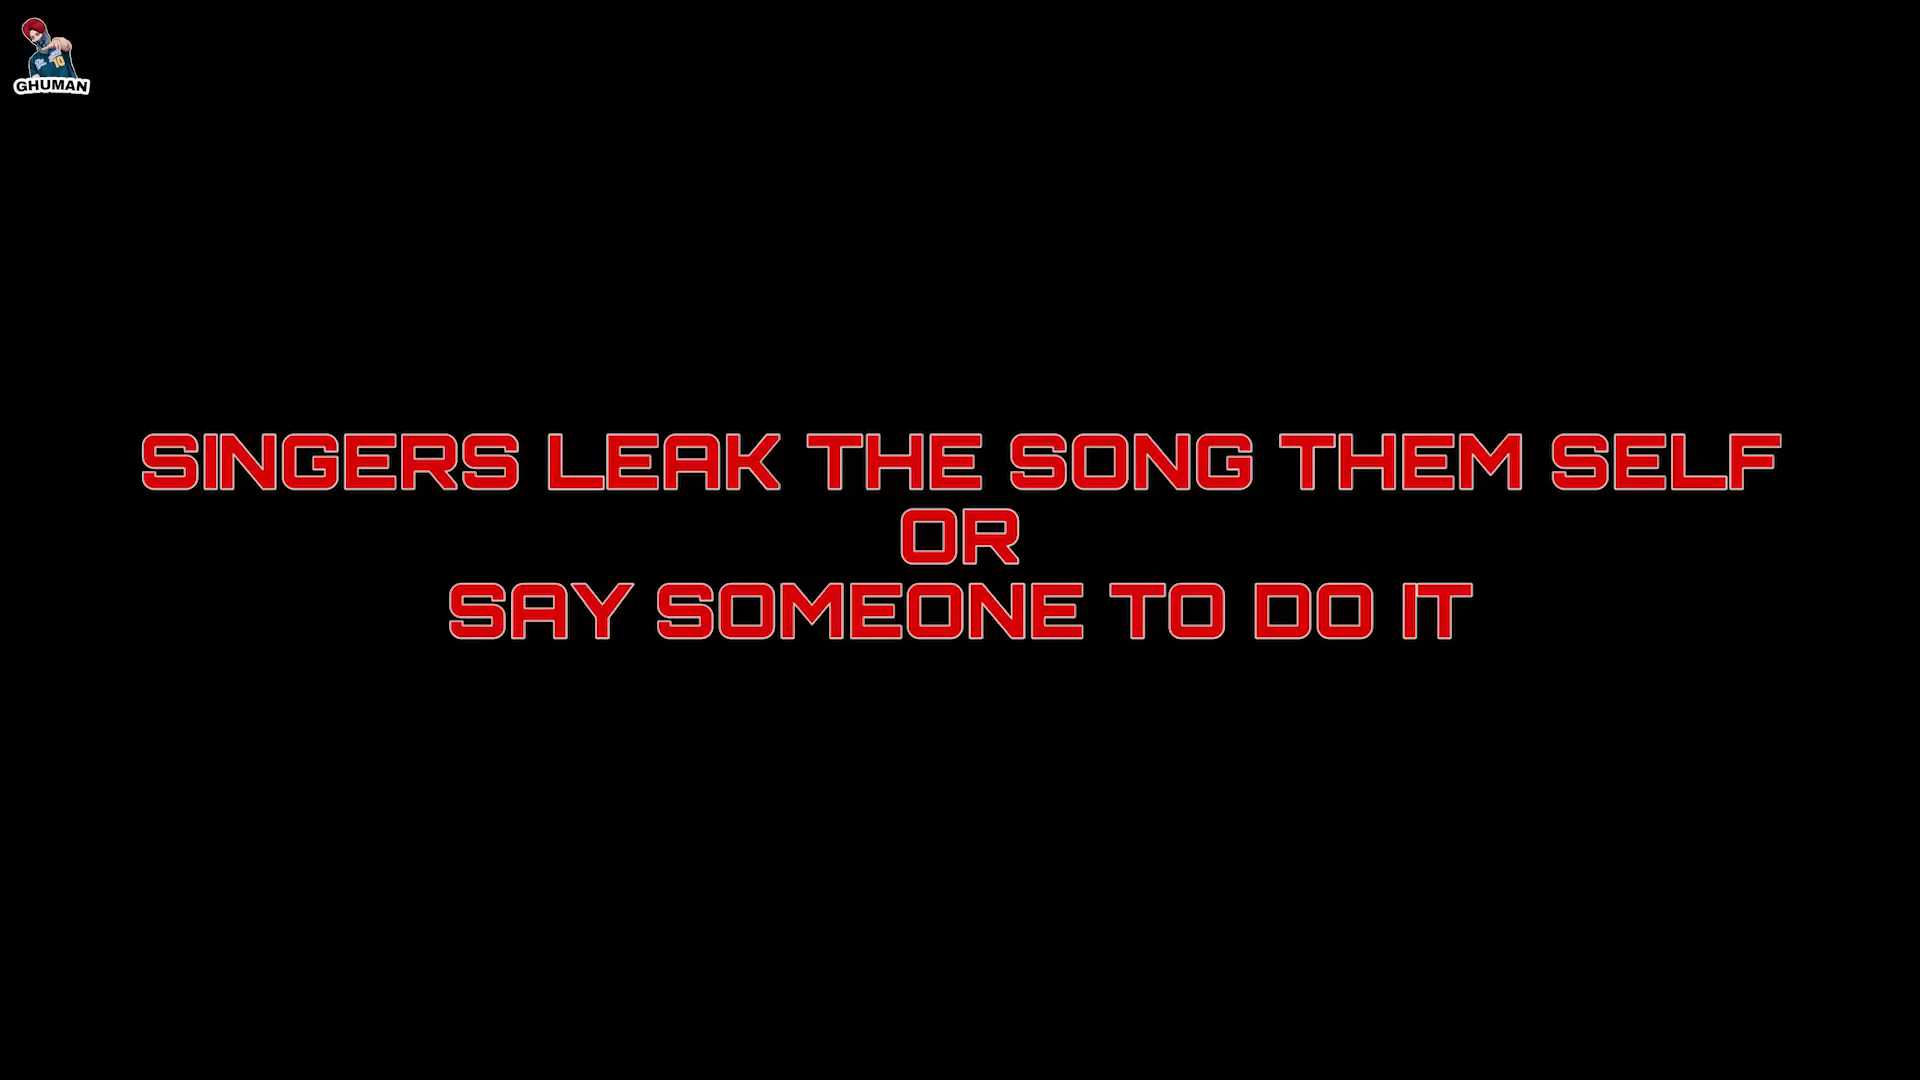 GHUMAN
SINGERS LEAK THE SONG THEM SELF
OR
SAY SOMEONE TO DO IT